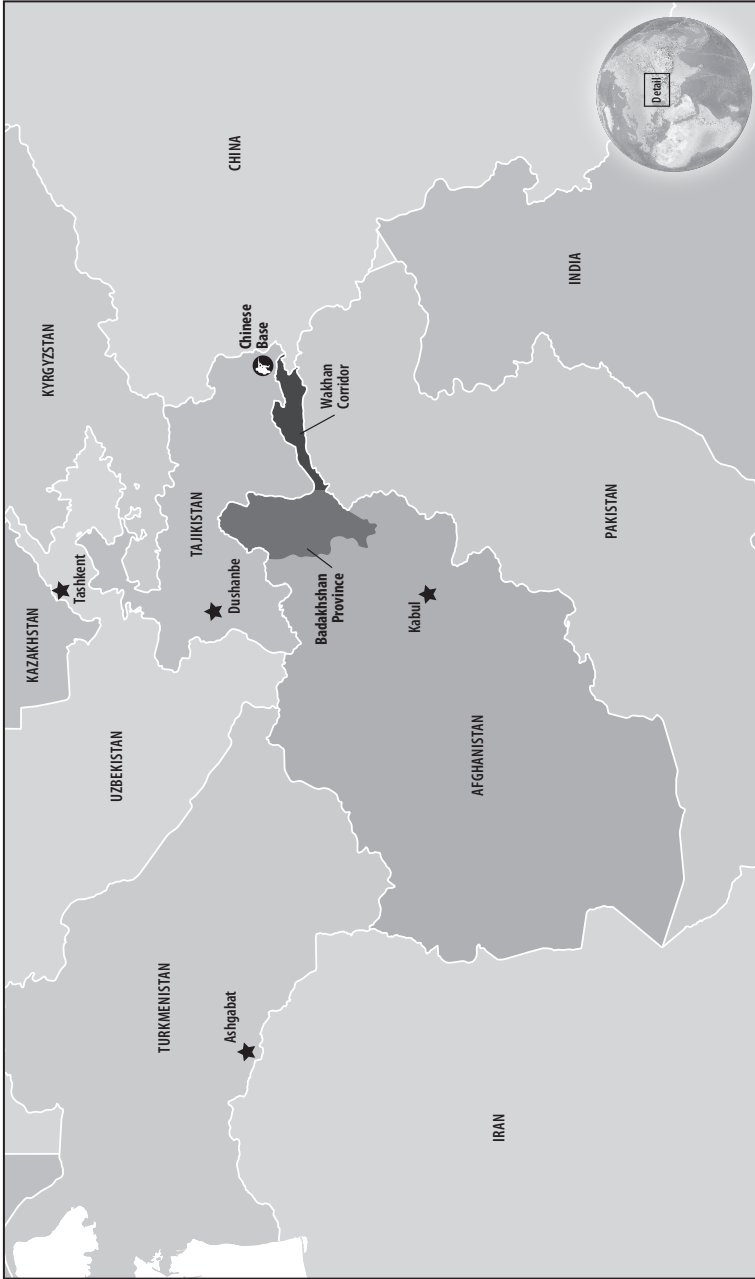 KAZAKHSTAN
KYRGYZSTAN
Tashkent
UZBEKISTAN
TURKMENISTAN
TAJIKISTAN
CHINA
Dushanbe
Ashgabat
Chinese
Base
Badakhshan
Province
Wakhan
Corridor
Kabul
AFGHANISTAN
IRAN
PAKISTAN
INDIA
Detail